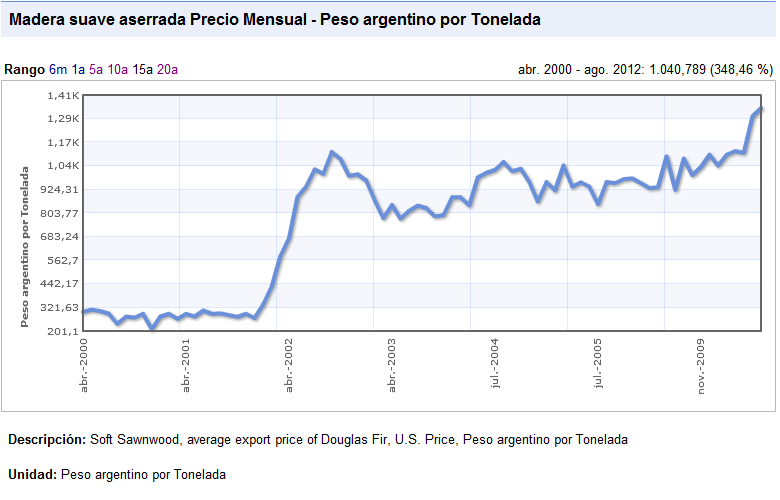 Madera suave aserrada Precio Mensual - Peso argentino por Tonelada
Rango 6m 1a 5a 10a 15a 20a abr. 2000 - ago. 2012: 1.040,789 (348,46 %)
Peso argentino por Tonelada
1,41K
1,29K
1,17K
1,04K
924,31
803,77
683,24
562,7
442,17
321,63
201,1
abr.-2000
abr.-2001
abr.-2002
abr.-2003
jul.-2004
jul.-2005
nov.-2009
Descripción: Soft Sawnwood, average export price of Douglas Fir, U.S. Price, Peso argentino por Tonelada
Unidad: Peso argentino por Tonelada